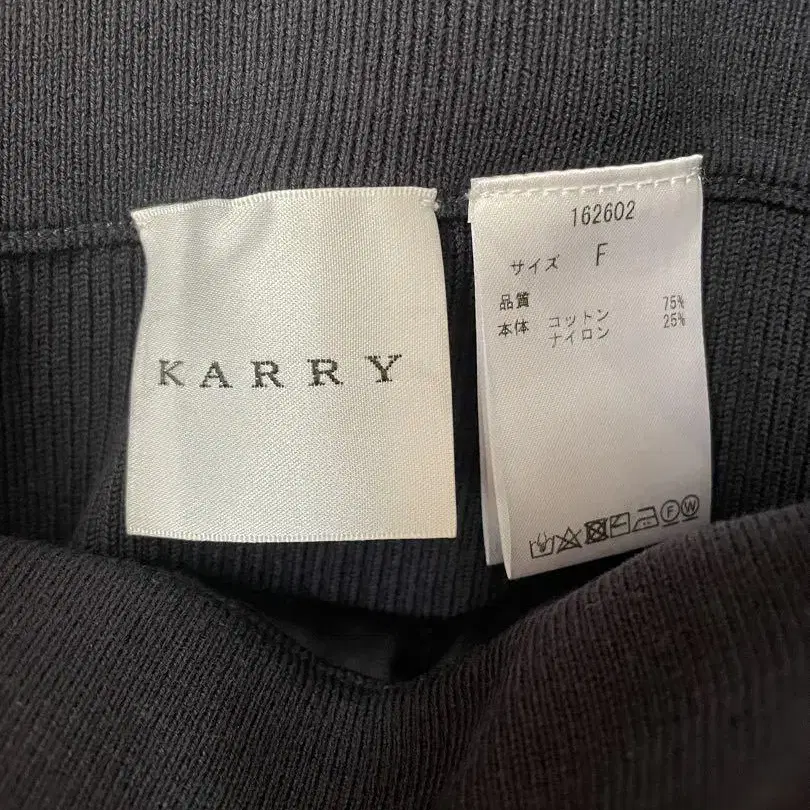 KARRY
162602
サイズ F
品質
本体 コットン 75%
ナイロン 25%
F W